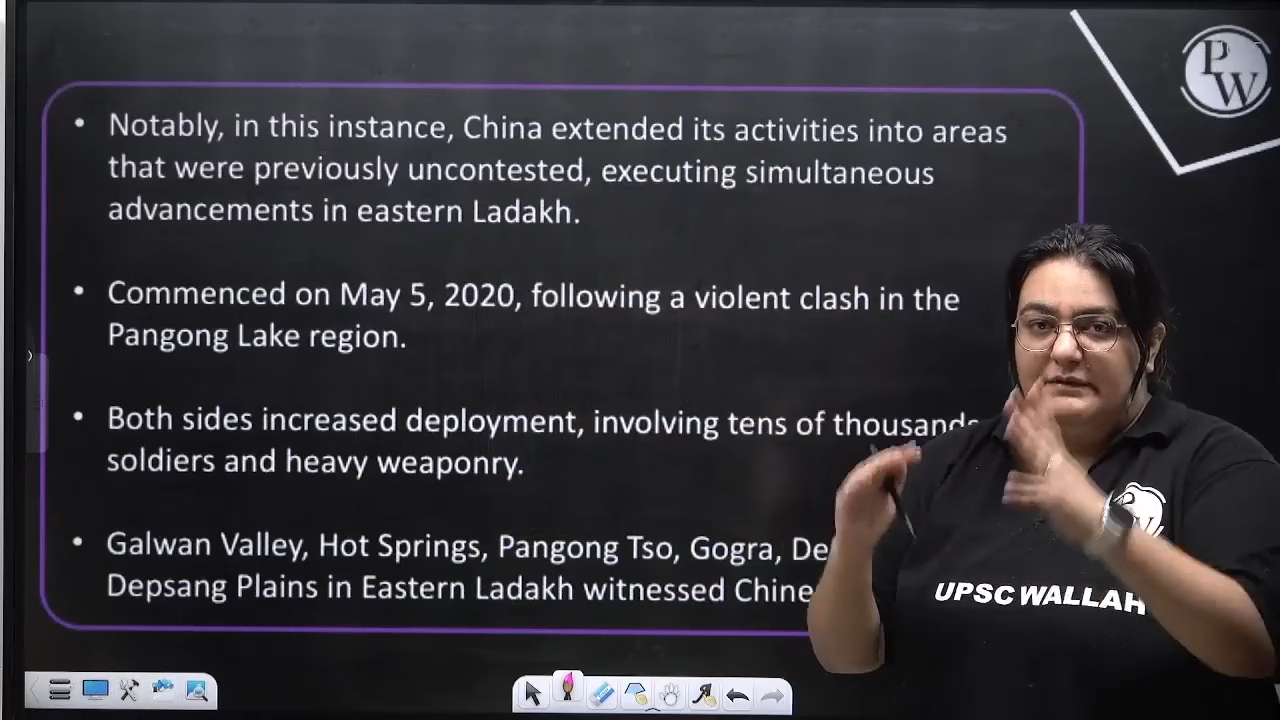 PW
• Notably, in this instance, China extended its activities into areas
that were previously uncontested, executing simultaneous
advancements in eastern Ladakh.
• Commenced on May 5, 2020, following a violent clash in the
Pangong Lake region.
• Both sides increased deployment, involving tens of thousands
soldiers and heavy weaponry.
• Galwan Valley, Hot Springs, Pangong Tso, Gogra,
Depsang Plains in Eastern Ladakh witnessed
UPSC WALLAH